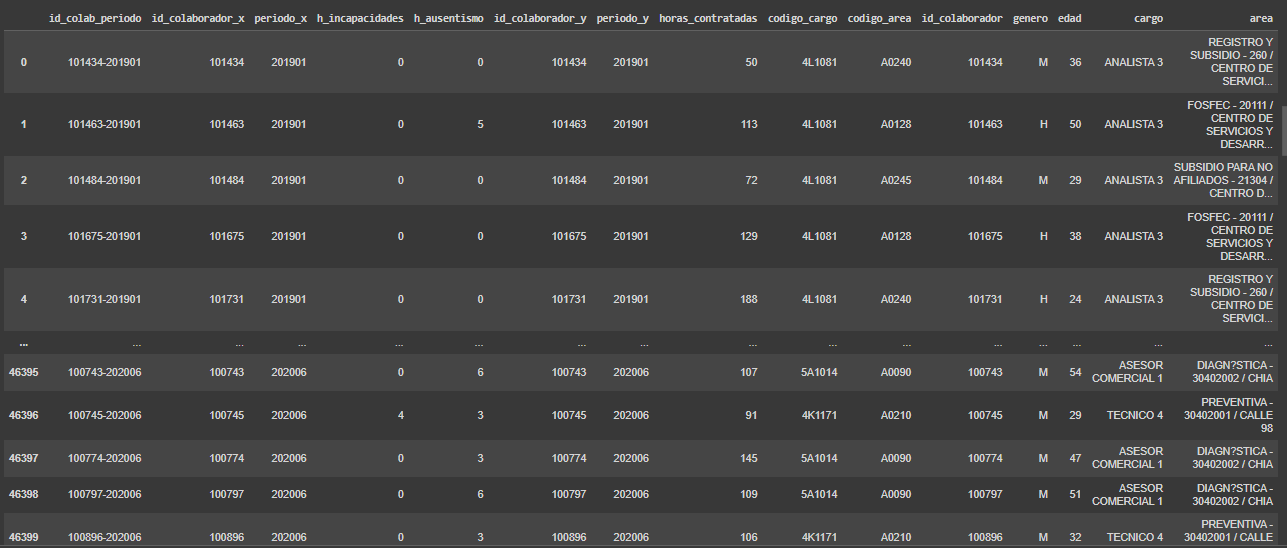 id_colab_periodo id_colaborador_x periodo_x h_incapacidades h_ausentismo id_colaborador_y periodo_y horas_contratadas codigo_cargo codigo_area id_colaborador genero edad cargo area
0 101434-201901 101434 201901 0 0 101434 201901 50 4L1081 A0240 101434 M 36 ANALISTA 3 REGISTRO Y
SUBSIDIO - 260 /
CENTRO DE
SERVICI...
1 101463-201901 101463 201901 0 5 101463 201901 113 4L1081 A0128 101463 H 50 ANALISTA 3 FOSFEC - 20111 /
CENTRO DE
SERVICIOS Y
DESARR...
2 101484-201901 101484 201901 0 0 101484 201901 72 4L1081 A0245 101484 M 29 ANALISTA 3 SUBSIDIO PARA NO
AFILIADOS - 21304 /
CENTRO D...
3 101675-201901 101675 201901 0 0 101675 201901 129 4L1081 A0128 101675 H 38 ANALISTA 3 FOSFEC - 20111 /
CENTRO DE
SERVICIOS Y
DESARR...
4 101731-201901 101731 201901 0 0 101731 201901 188 4L1081 A0240 101731 H 24 ANALISTA 3 REGISTRO Y
SUBSIDIO - 260 /
CENTRO DE
SERVICI...
... ... ... ... ... ... ... ... ... ... ... ... ... ... ... ...
46395 100743-202006 100743 202006 0 6 100743 202006 107 5A1014 A0090 100743 M 54 ASESOR COMERCIAL 1 DIAGN?STICA -
30402002 / CHIA
46396 100745-202006 100745 202006 4 3 100745 202006 91 4K1171 A0210 100745 M 29 TECNICO 4 PREVENTIVA -
30402001 / CALLE
98
46397 100774-202006 100774 202006 0 3 100774 202006 145 5A1014 A0090 100774 M 47 ASESOR COMERCIAL 1 DIAGN?STICA -
30402002 / CHIA
46398 100797-202006 100797 202006 0 6 100797 202006 109 5A1014 A0090 100797 M 51 ASESOR COMERCIAL 1 DIAGN?STICA -
30402002 / CHIA
46399 100896-202006 100896 202006 0 3 100896 202006 106 4K1171 A0210 100896 M 32 TECNICO 4 PREVENTIVA -
30402001 / CALLE